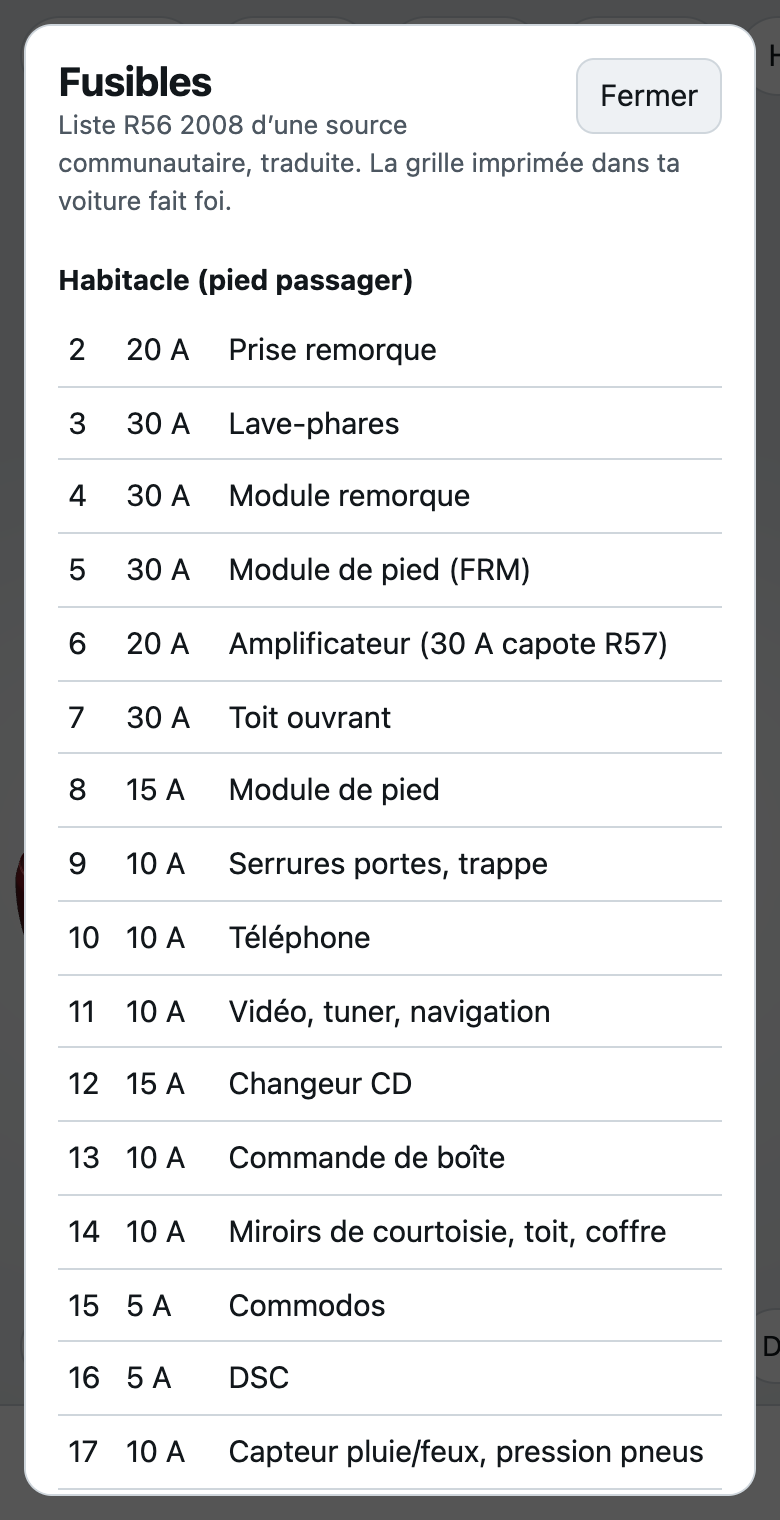 Fusibles
Fermer
Liste R56 2008 d’une source
communautaire, traduite. La grille imprimée dans ta
voiture fait foi.
Habitacle (pied passager)
2 20 A Prise remorque
3 30 A Lave-phares
4 30 A Module remorque
5 30 A Module de pied (FRM)
6 20 A Amplificateur (30 A capote R57)
7 30 A Toit ouvrant
8 15 A Module de pied
9 10 A Serrures portes, trappe
10 10 A Téléphone
11 10 A Vidéo, tuner, navigation
12 15 A Changeur CD
13 10 A Commande de boîte
14 10 A Miroirs de courtoisie, toit, coffre
15 5 A Commodos
16 5 A DSC
17 10 A Capteur pluie/feux, pression pneus